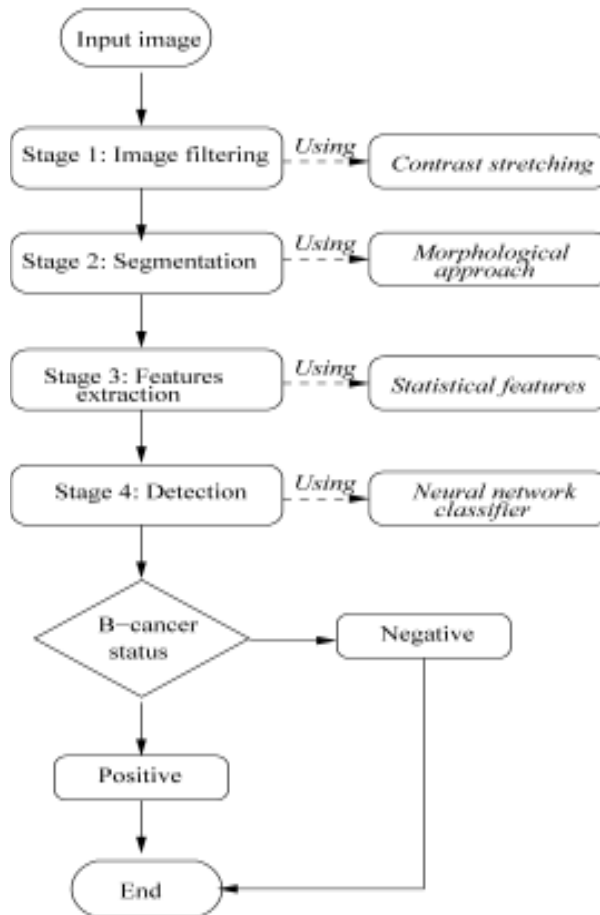 Input image
Stage 1: Image filtering
Using
Contrast stretching
Stage 2: Segmentation
Using
Morphological
approach
Stage 3: Features
extraction
Using
Statistical features
Stage 4: Detection
Using
Neural network
classifier
B−cancer
status
Negative
Positive
End